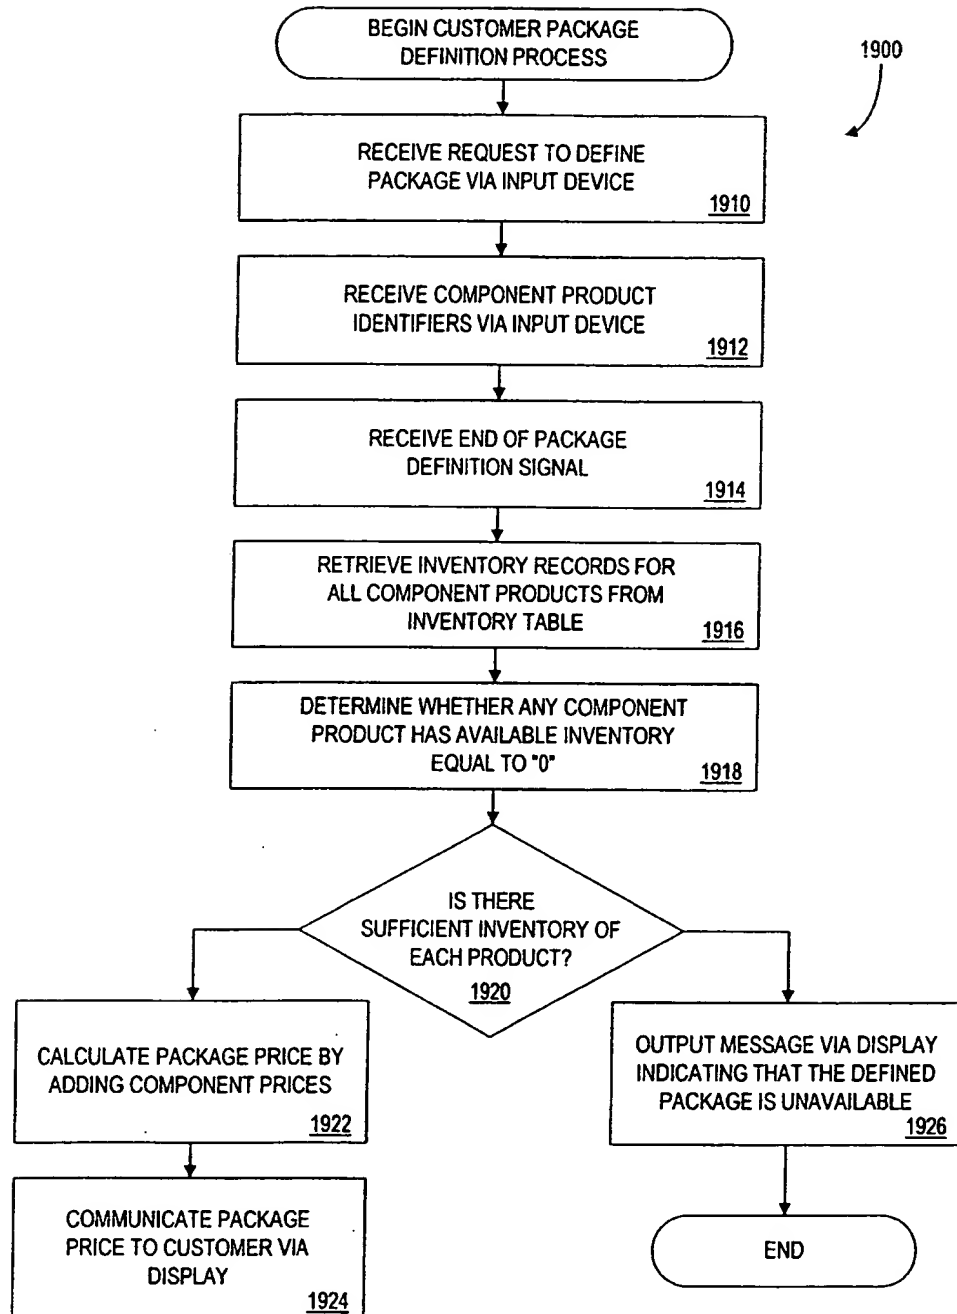 BEGIN CUSTOMER PACKAGE
DEFINITION PROCESS
1900
RECEIVE REQUEST TO DEFINE
PACKAGE VIA INPUT DEVICE
1910
RECEIVE COMPONENT PRODUCT
IDENTIFIERS VIA INPUT DEVICE
1912
RECEIVE END OF PACKAGE
DEFINITION SIGNAL
1914
RETRIEVE INVENTORY RECORDS FOR
ALL COMPONENT PRODUCTS FROM
INVENTORY TABLE
1916
DETERMINE WHETHER ANY COMPONENT
PRODUCT HAS AVAILABLE INVENTORY
EQUAL TO "0"
1918
IS THERE
SUFFICIENT INVENTORY OF
EACH PRODUCT?
1920
CALCULATE PACKAGE PRICE BY
ADDING COMPONENT PRICES
1922
COMMUNICATE PACKAGE
PRICE TO CUSTOMER VIA
DISPLAY
1924
OUTPUT MESSAGE VIA DISPLAY
INDICATING THAT THE DEFINED
PACKAGE IS UNAVAILABLE
1926
END